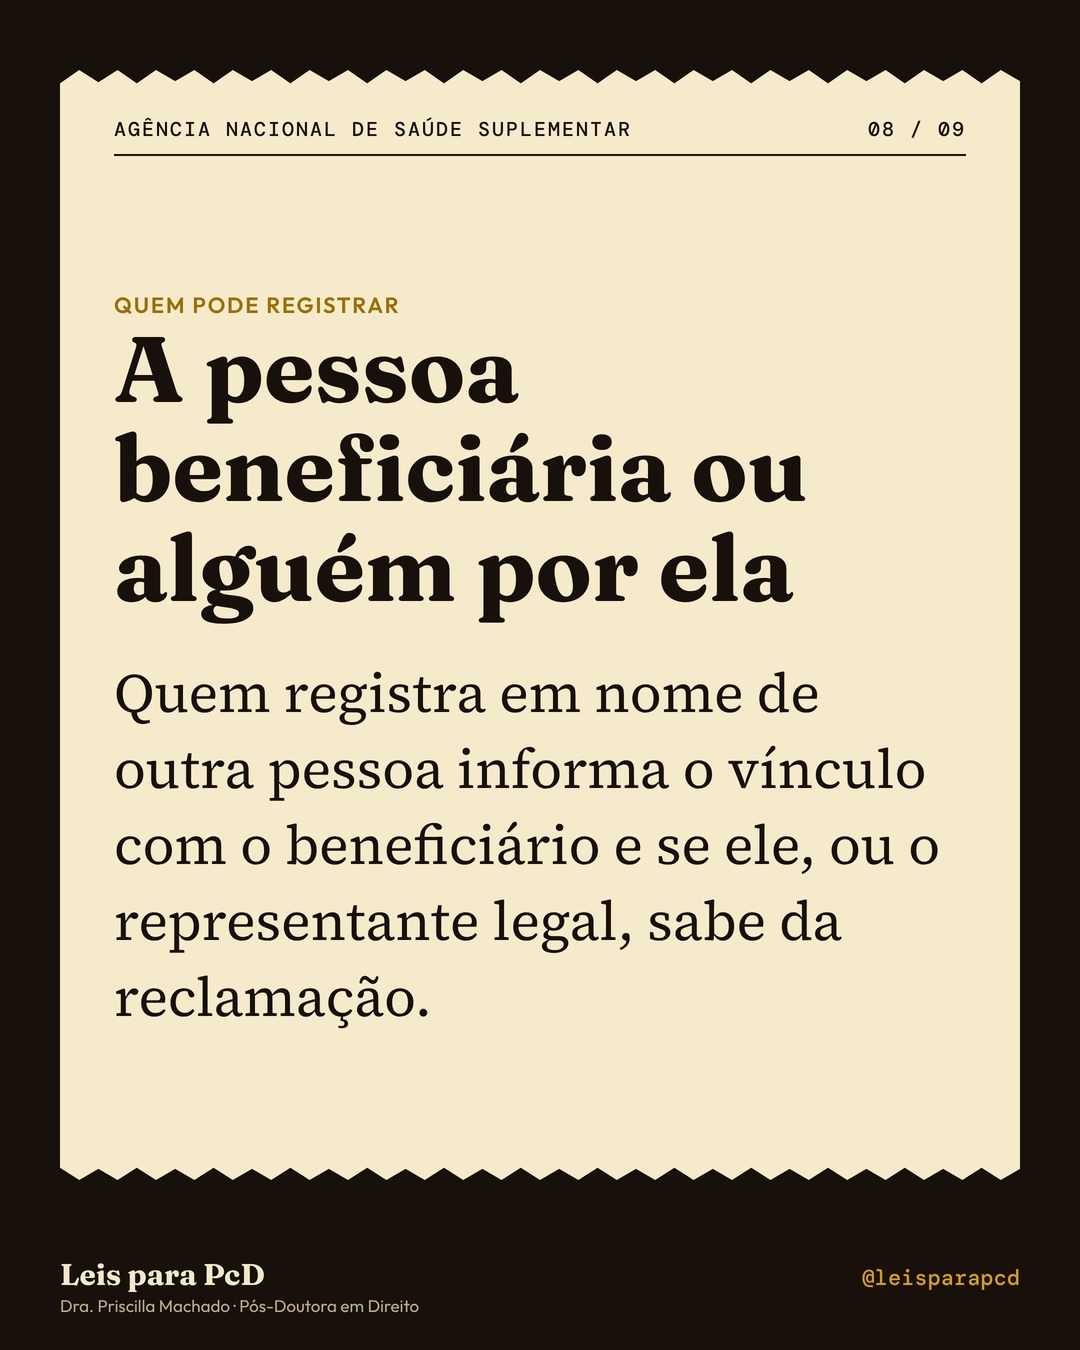 AGÊNCIA NACIONAL DE SAÚDE SUPLEMENTAR 08 / 09
QUEM PODE REGISTRAR
A pessoa
beneficiária ou
alguém por ela
Quem registra em nome de
outra pessoa informa o vínculo
com o beneficiário e se ele, ou o
representante legal, sabe da
reclamação.
Leis para PcD
@leisparapcd
Dra. Priscilla Machado · Pós-Doutora em Direito